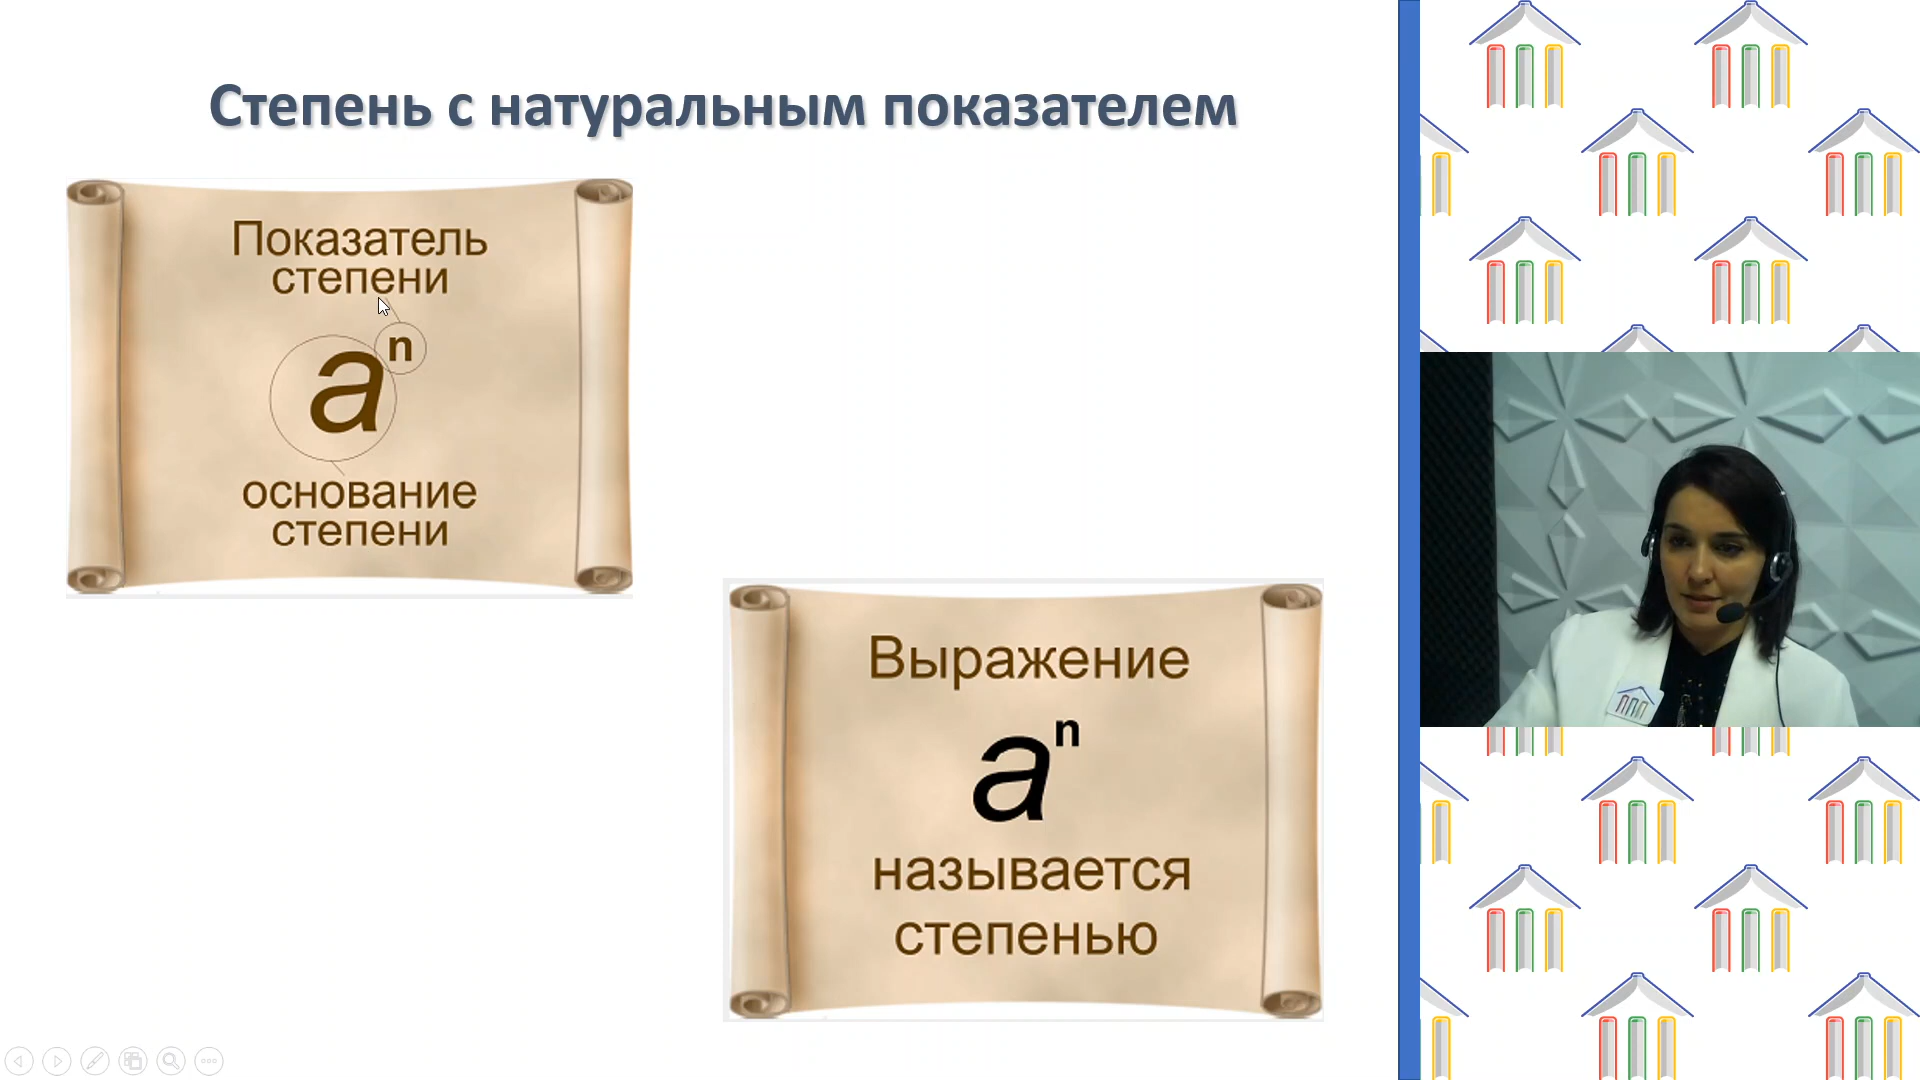 Степень с натуральным показателем
Показатель
степени
a^n
основание
степени
Выражение
a^n
называется
степенью